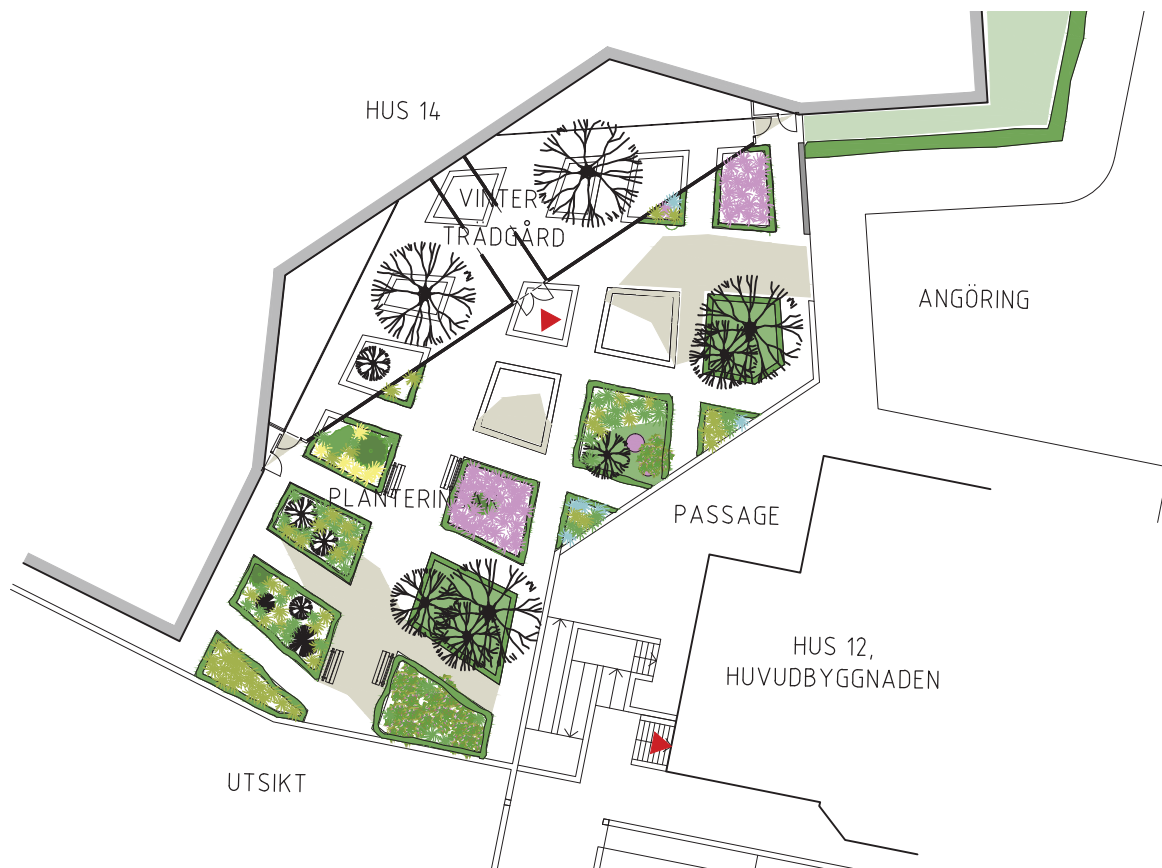 HUS 14
VINTER
TRÄDGÅRD
ANGÖRING
PLANTERING
PASSAGE
HUS 12,
HUVUDBYGGNADEN
UTSIKT